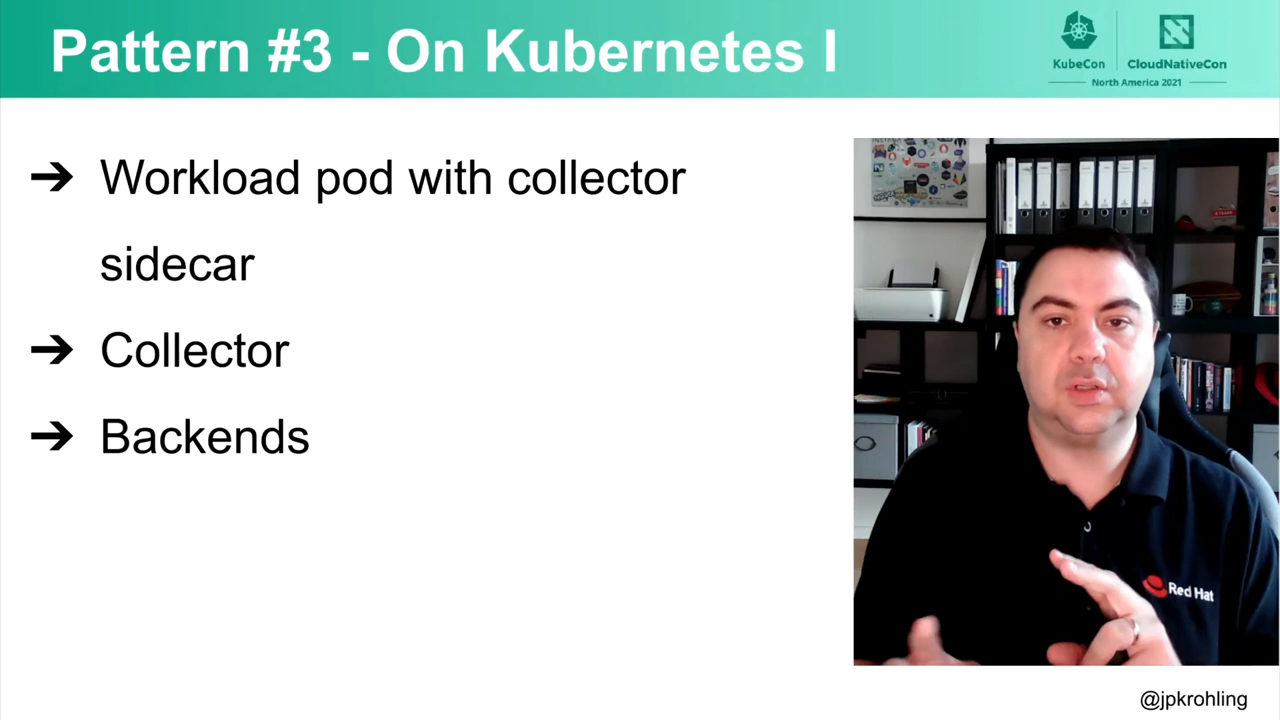 Pattern #3 - On Kubernetes I
KubeCon
CloudNativeCon
North America 2021
➔ Workload pod with collector
sidecar
➔ Collector
➔ Backends
Red Hat
@jpkrohling